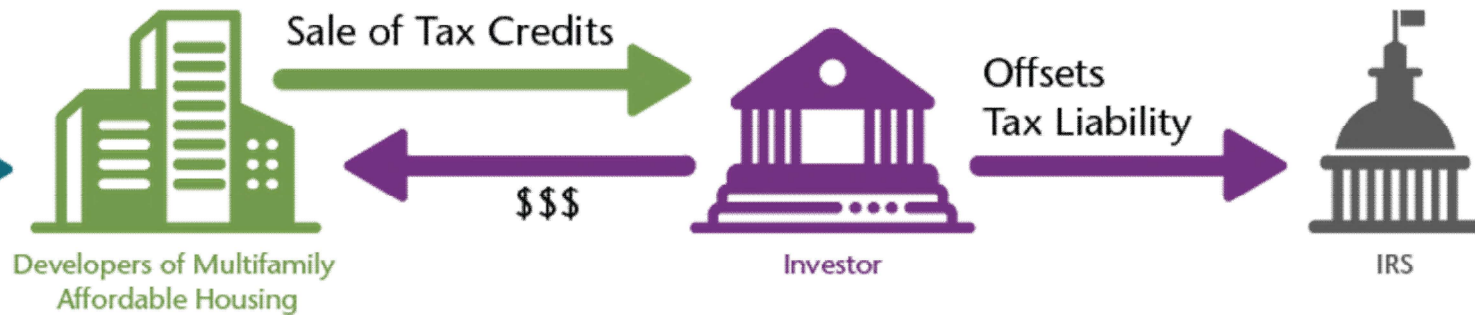 Sale of Tax Credits
$$$
Offsets
Tax Liability
Developers of Multifamily
Affordable Housing
Investor
IRS